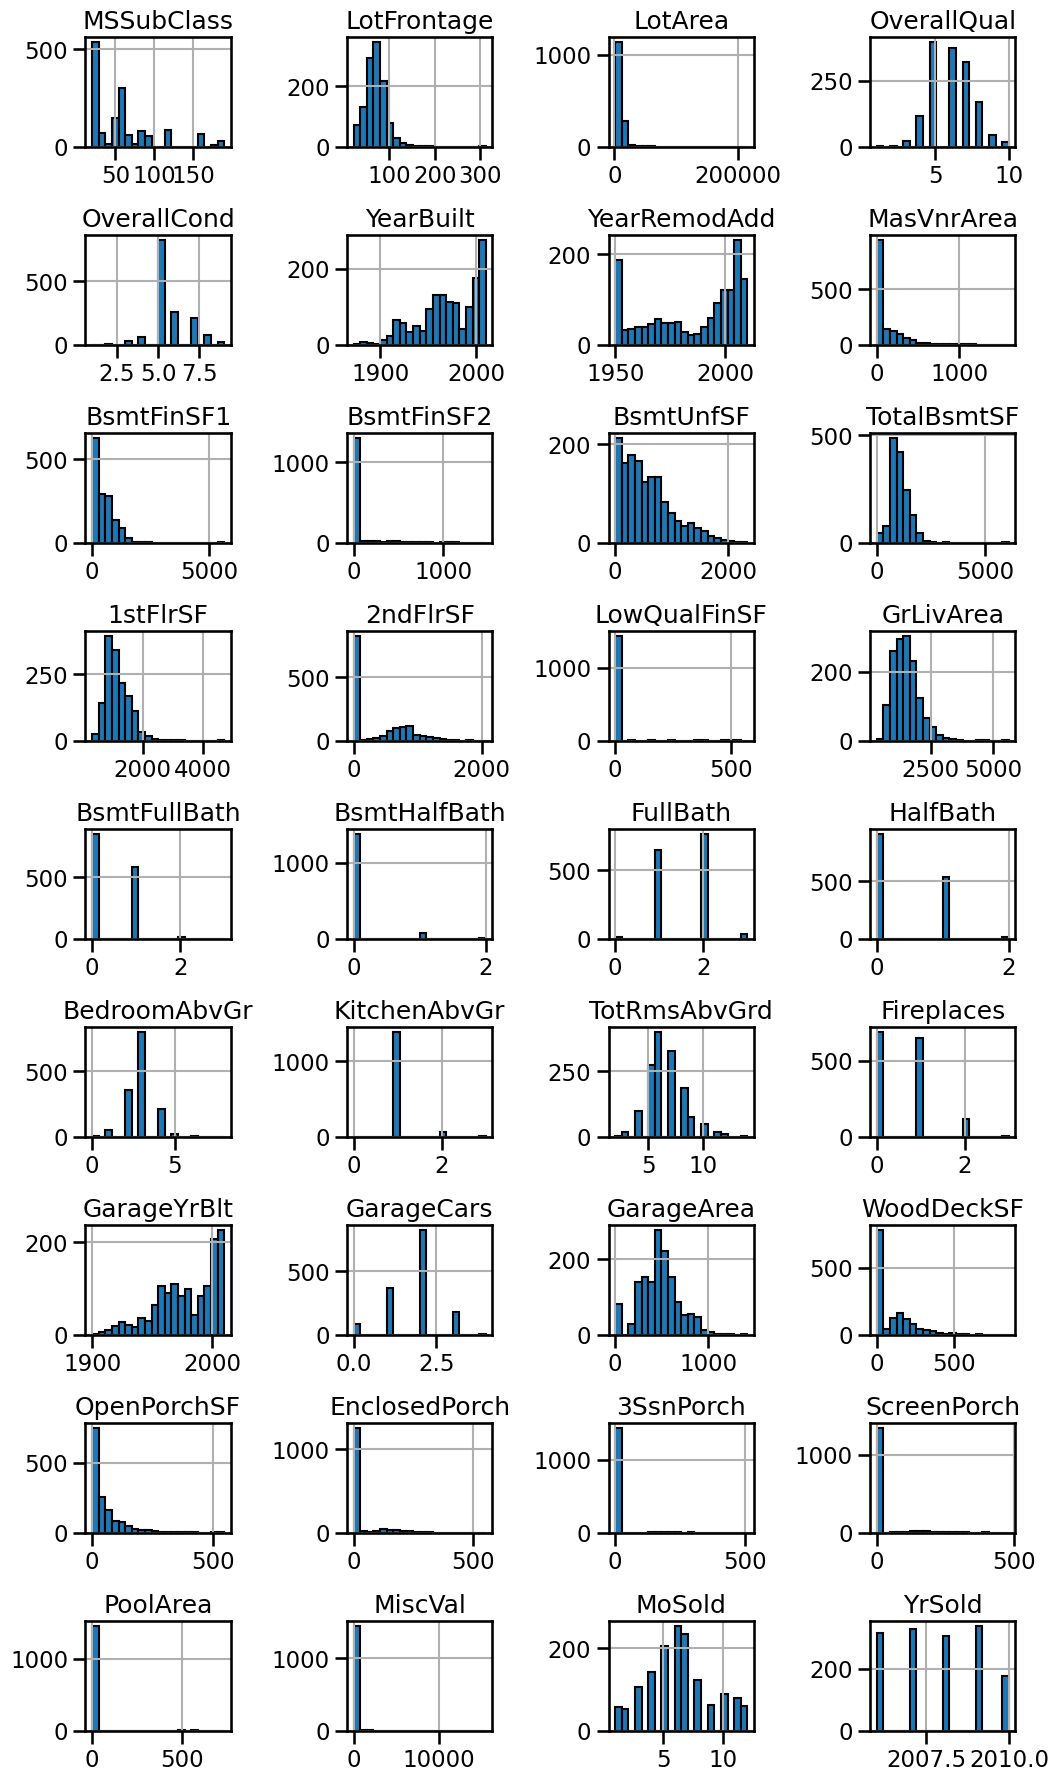 MSSubClass LotFrontage LotArea OverallQual
500 200 1000 250
0 0 0 0
50 100 150 100 200 300 0 200000 5 10
OverallCond YearBuilt YearRemodAdd MasVnrArea
500 200 200 500
0 0 0 0
2.5 5.0 7.5 1900 2000 1950 2000 0 1000
BsmtFinSF1 BsmtFinSF2 BsmtUnfSF TotalBsmtSF
500 1000 200 500
0 0 0 0
0 5000 0 1000 0 2000 0 5000
1stFlrSF 2ndFlrSF LowQualFinSF GrLivArea
250 500 1000 200
0 0 0 0
2000 4000 0 2000 0 500 2500 5000
BsmtFullBath BsmtHalfBath FullBath HalfBath
500 1000 500 500
0 0 0 0
0 2 0 2 0 2 0 2
BedroomAbvGr KitchenAbvGr TotRmsAbvGrd Fireplaces
500 1000 250 500
0 0 0 0
0 5 0 2 5 10 0 2
GarageYrBlt GarageCars GarageArea WoodDeckSF
200 500 200 500
0 0 0 0
1900 2000 0.0 2.5 0 1000 0 500
OpenPorchSF EnclosedPorch 3SsnPorch ScreenPorch
500 1000 1000 1000
0 0 0 0
0 500 0 500 0 500 0 500
PoolArea MiscVal MoSold YrSold
1000 1000 200 200
0 0 0 0
0 500 0 10000 5 10 2007.5 2010.0